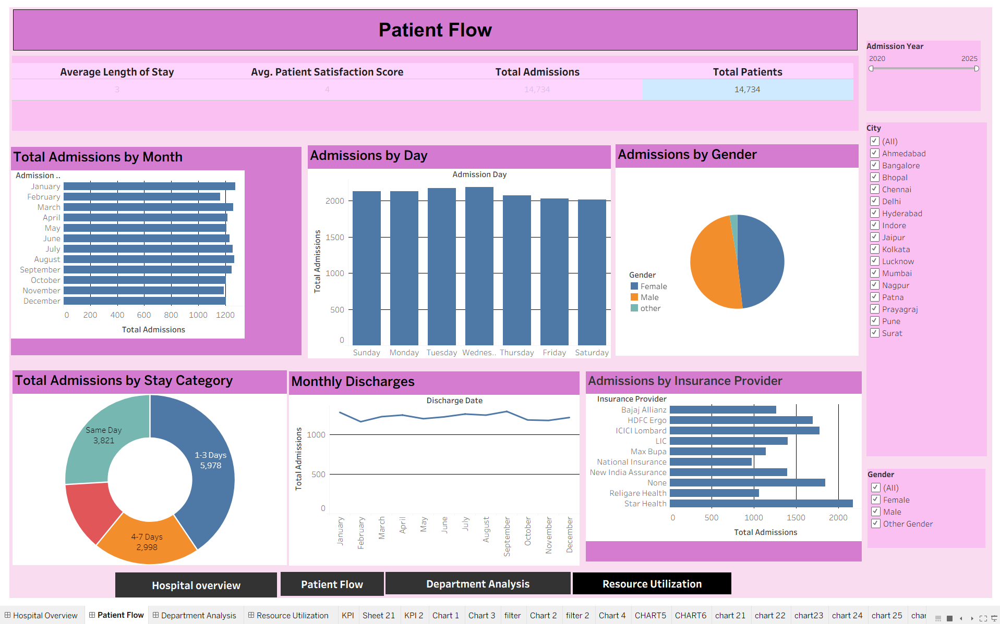 Patient Flow
Average Length of Stay
Avg. Patient Satisfaction Score
Total Admissions
Total Patients
3
4
14,734
14,734
Admission Year
2020
2025
City
(All)
Ahmedabad
Bangalore
Bhopal
Chennai
Delhi
Hyderabad
Indore
Jaipur
Kolkata
Lucknow
Mumbai
Nagpur
Patna
Prayagraj
Pune
Surat
Gender
(All)
Female
Male
Other Gender
Total Admissions by Month
Admission ..
January
February
March
April
May
June
July
August
September
October
November
December
0 200 400 600 800 1000 1200
Total Admissions
Admissions by Day
Admission Day
Total Admissions
2000
1500
1000
500
0
Sunday Monday Tuesday Wednes.. Thursday Friday Saturday
Admissions by Gender
Gender
Female
Male
other
Total Admissions by Stay Category
Same Day
3,821
1-3 Days
5,978
4-7 Days
2,998
Monthly Discharges
Discharge Date
Total Admissions
1000
500
0
January
February
March
April
May
June
July
August
September
October
November
December
Admissions by Insurance Provider
Insurance Provider
Bajaj Allianz
HDFC Ergo
ICICI Lombard
LIC
Max Bupa
National Insurance
New India Assurance
None
Religare Health
Star Health
0 500 1000 1500 2000
Total Admissions
Hospital overview
Patient Flow
Department Analysis
Resource Utilization
Hospital Overview Patient Flow Department Analysis Resource Utilization KPI Sheet 21 KPI 2 Chart 1 Chart 3 filter Chart 2 filter 2 Chart 4 CHART5 CHART6 chart 21 chart 22 chart23 chart 24 chart 25 char